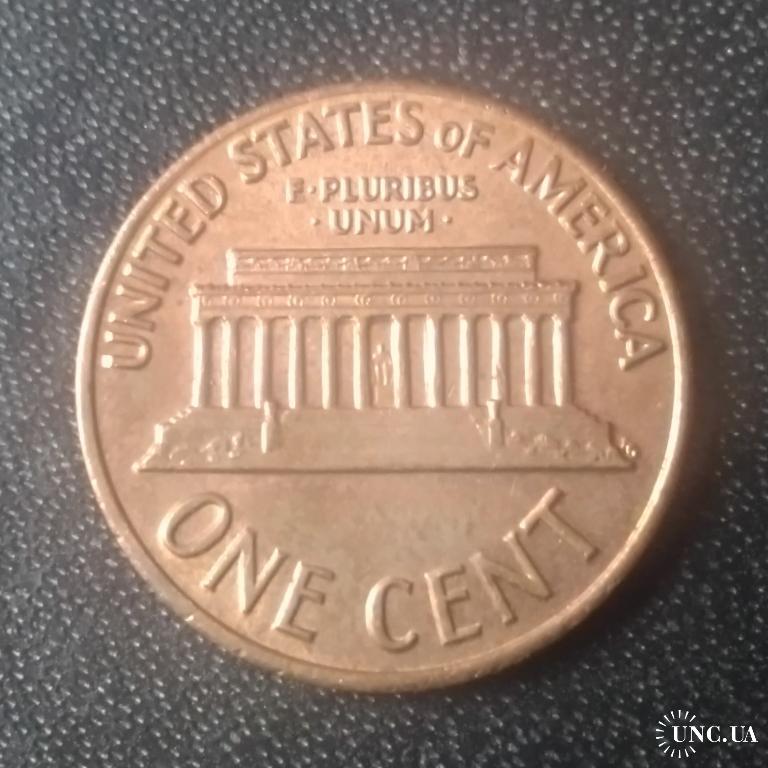 UNITED STATES OF AMERICA
E·PLURIBUS
·UNUM·
ONE CENT
UNC.UA